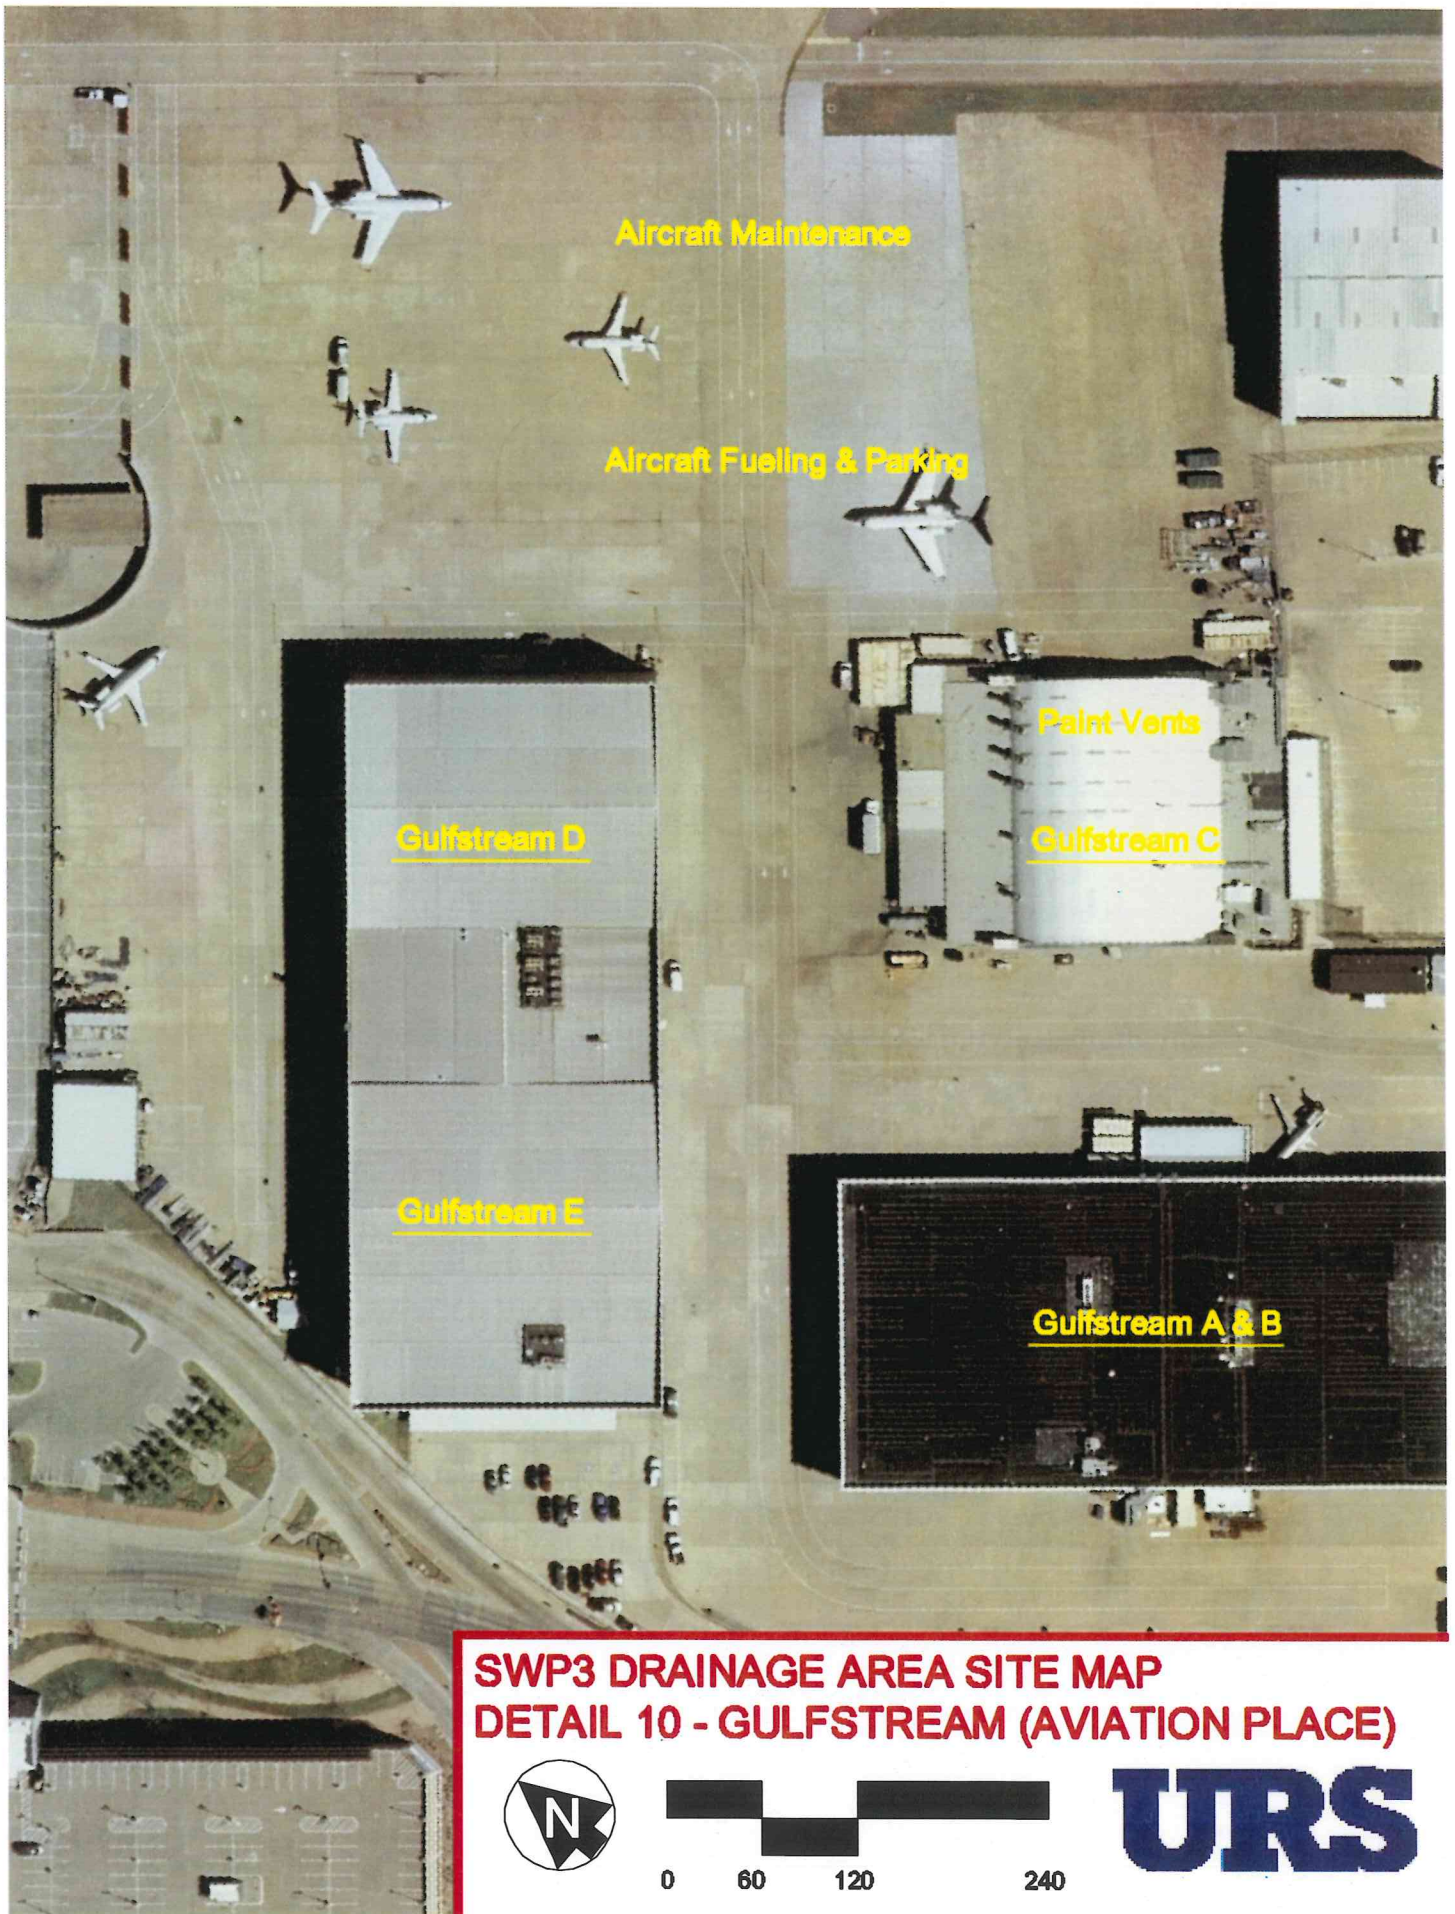 Aircraft Maintenance
Aircraft Fueling & Parking
Paint Vents
Gulfstream D
Gulfstream C
Gulfstream E
Gulfstream A & B
SWP3 DRAINAGE AREA SITE MAP
DETAIL 10 - GULFSTREAM (AVIATION PLACE)
N
0 60 120 240
URS